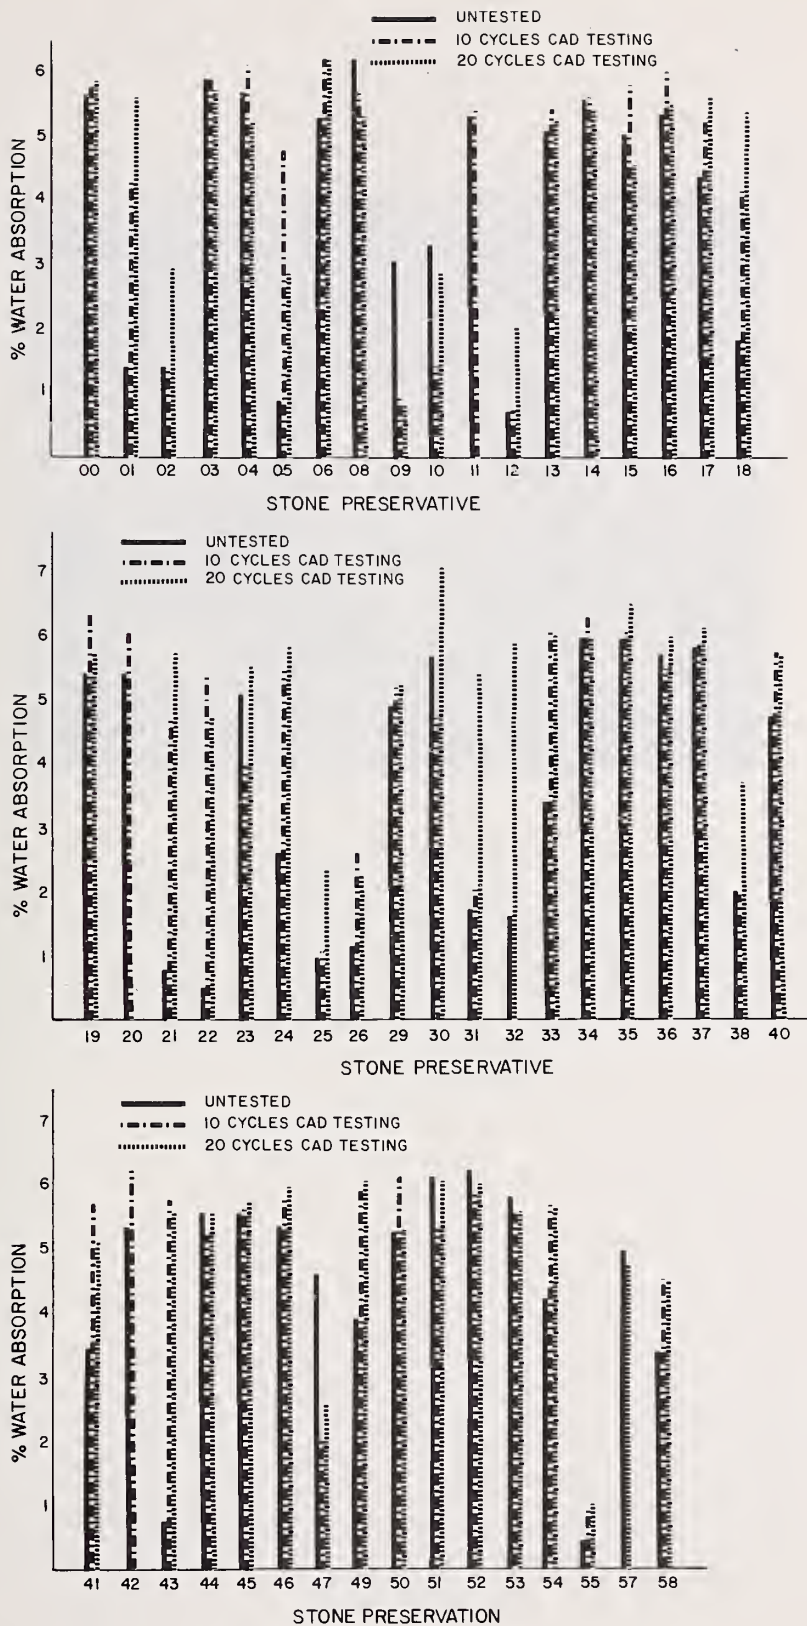 UNTESTED
10 CYCLES CAD TESTING
20 CYCLES CAD TESTING
% WATER ABSORPTION
6
5
4
3
2
1
00 01 02 03 04 05 06 08 09 10 11 12 13 14 15 16 17 18
STONE PRESERVATIVE
UNTESTED
10 CYCLES CAD TESTING
20 CYCLES CAD TESTING
% WATER ABSORPTION
7
6
5
4
3
2
1
19 20 21 22 23 24 25 26 29 30 31 32 33 34 35 36 37 38 40
STONE PRESERVATIVE
UNTESTED
10 CYCLES CAD TESTING
20 CYCLES CAD TESTING
% WATER ABSORPTION
7
6
5
4
3
2
1
41 42 43 44 45 46 47 49 50 51 52 53 54 55 57 58
STONE PRESERVATION